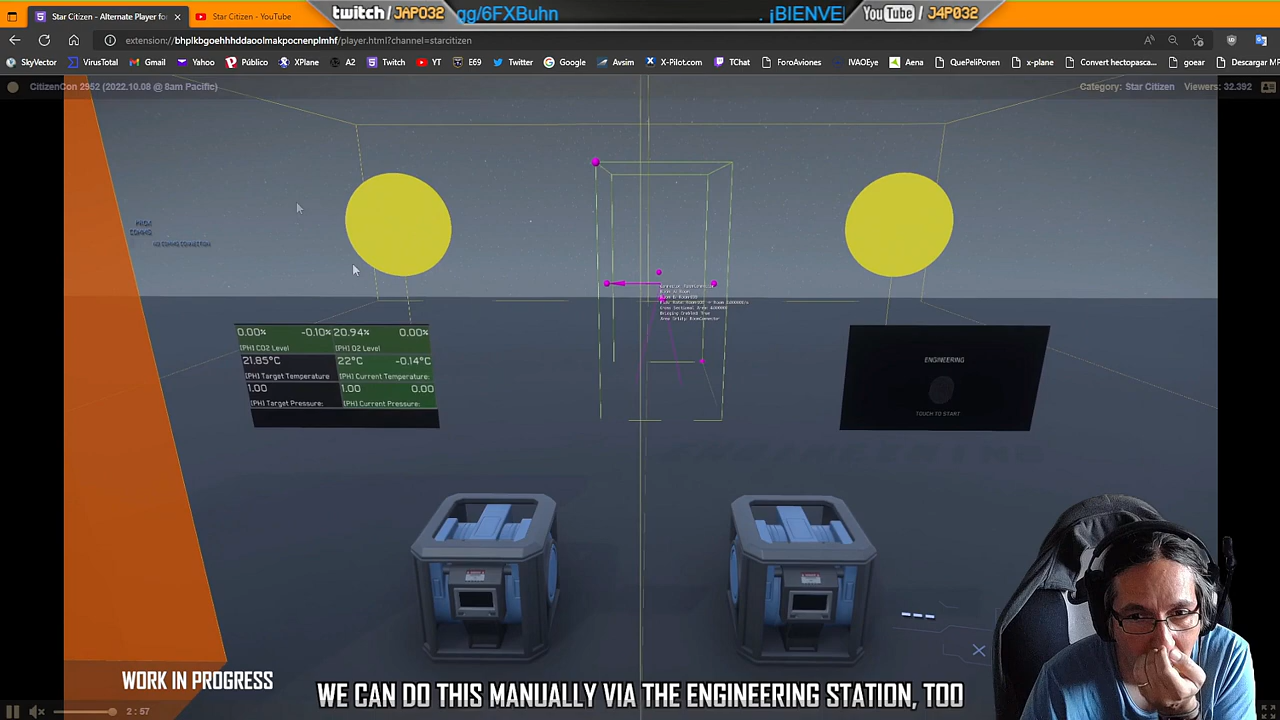 Star Citizen - Alternate Player fo
Star Citizen - YouTube
twitch / JAPO32
gg/6FXBuhn
. ¡BIENVE
YouTube / J4P032
extension://bhplkbgoehhhddaoolmakpocnenplmhf/player.html?channel=starcitizen
SkyVector
VirusTotal
Gmail
Yahoo
Público
XPlane
A2
Twitch
YT
E69
Twitter
Google
Avsim
X-Pilot.com
TChat
ForoAviones
IVAOEye
Aena
QuePeliPonen
x-plane
Convert hectopasca...
goear
Descargar MP
CitizenCon 2952 (2022.10.08 @ 8am Pacific)
Category: Star Citizen Viewers: 32.392
0.00% -0.10% 20.94% 0.00%
[PH] CO2 Level [PH] O2 Level
21.85°C 22°C -0.14°C
[PH] Target Temperature [PH] Current Temperature:
1.00 1.00 0.00
[PH] Target Pressure: [PH] Current Pressure:
ENGINEERING
TOUCH TO START
WORK IN PROGRESS
WE CAN DO THIS MANUALLY VIA THE ENGINEERING STATION, TOO
2:57